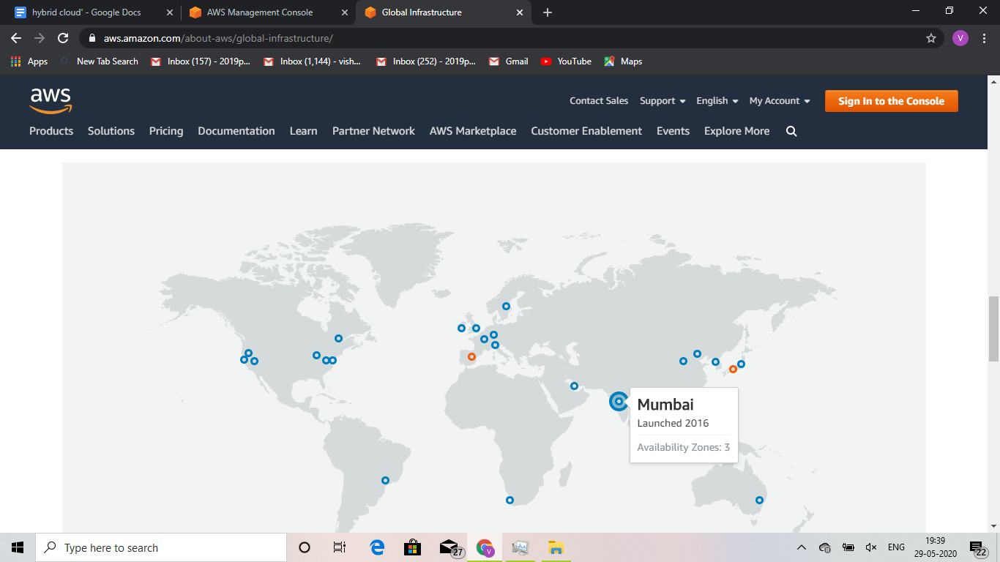 hybrid cloud' - Google Docs
AWS Management Console
Global Infrastructure
aws.amazon.com/about-aws/global-infrastructure/
V
Apps
New Tab Search
Inbox (157) - 2019p...
Inbox (1,144) - vish...
Inbox (252) - 2019p...
Gmail
YouTube
Maps
aws
Contact Sales
Support
English
My Account
Sign In to the Console
Products
Solutions
Pricing
Documentation
Learn
Partner Network
AWS Marketplace
Customer Enablement
Events
Explore More
Mumbai
Launched 2016
Availability Zones: 3
Type here to search
27
V
ENG
19:39
29-05-2020
22